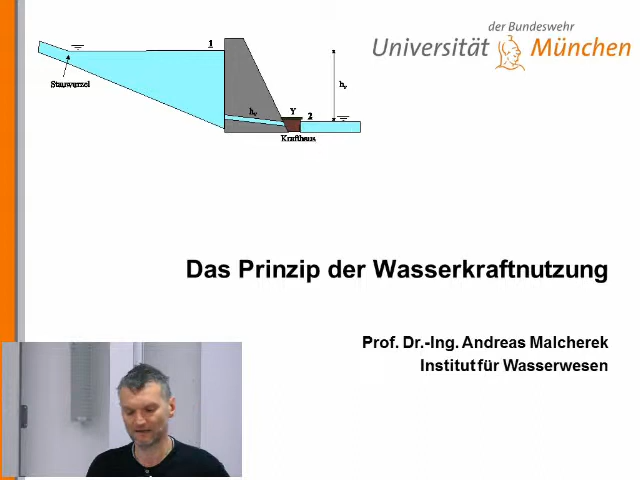 der Bundeswehr
Universität München
1
Stauwurzel
h
h
Y
2
Krafthaus
Das Prinzip der Wasserkraftnutzung
Prof. Dr.-Ing. Andreas Malcherek
Institut für Wasserwesen